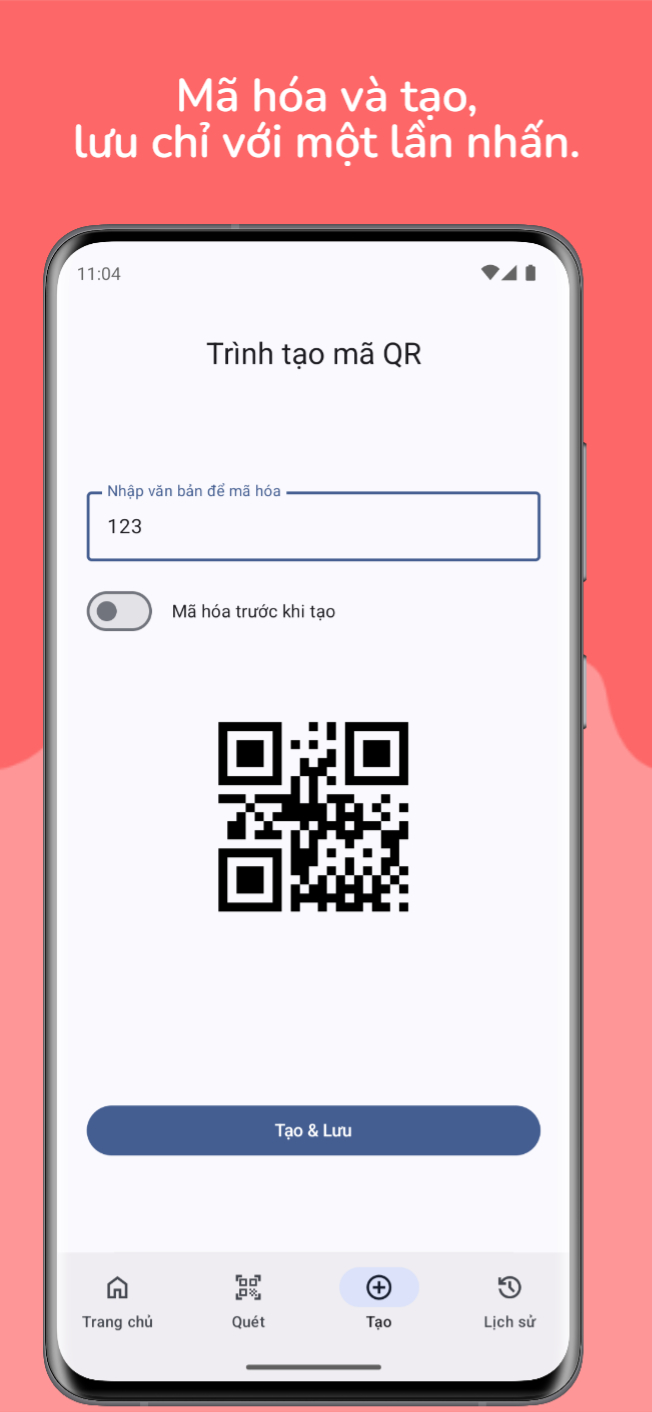 Mã hóa và tạo,
lưu chỉ với một lần nhấn.
11:04
Trình tạo mã QR
Nhập văn bản để mã hóa
123
Mã hóa trước khi tạo
Tạo & Lưu
Trang chủ
Quét
Tạo
Lịch sử